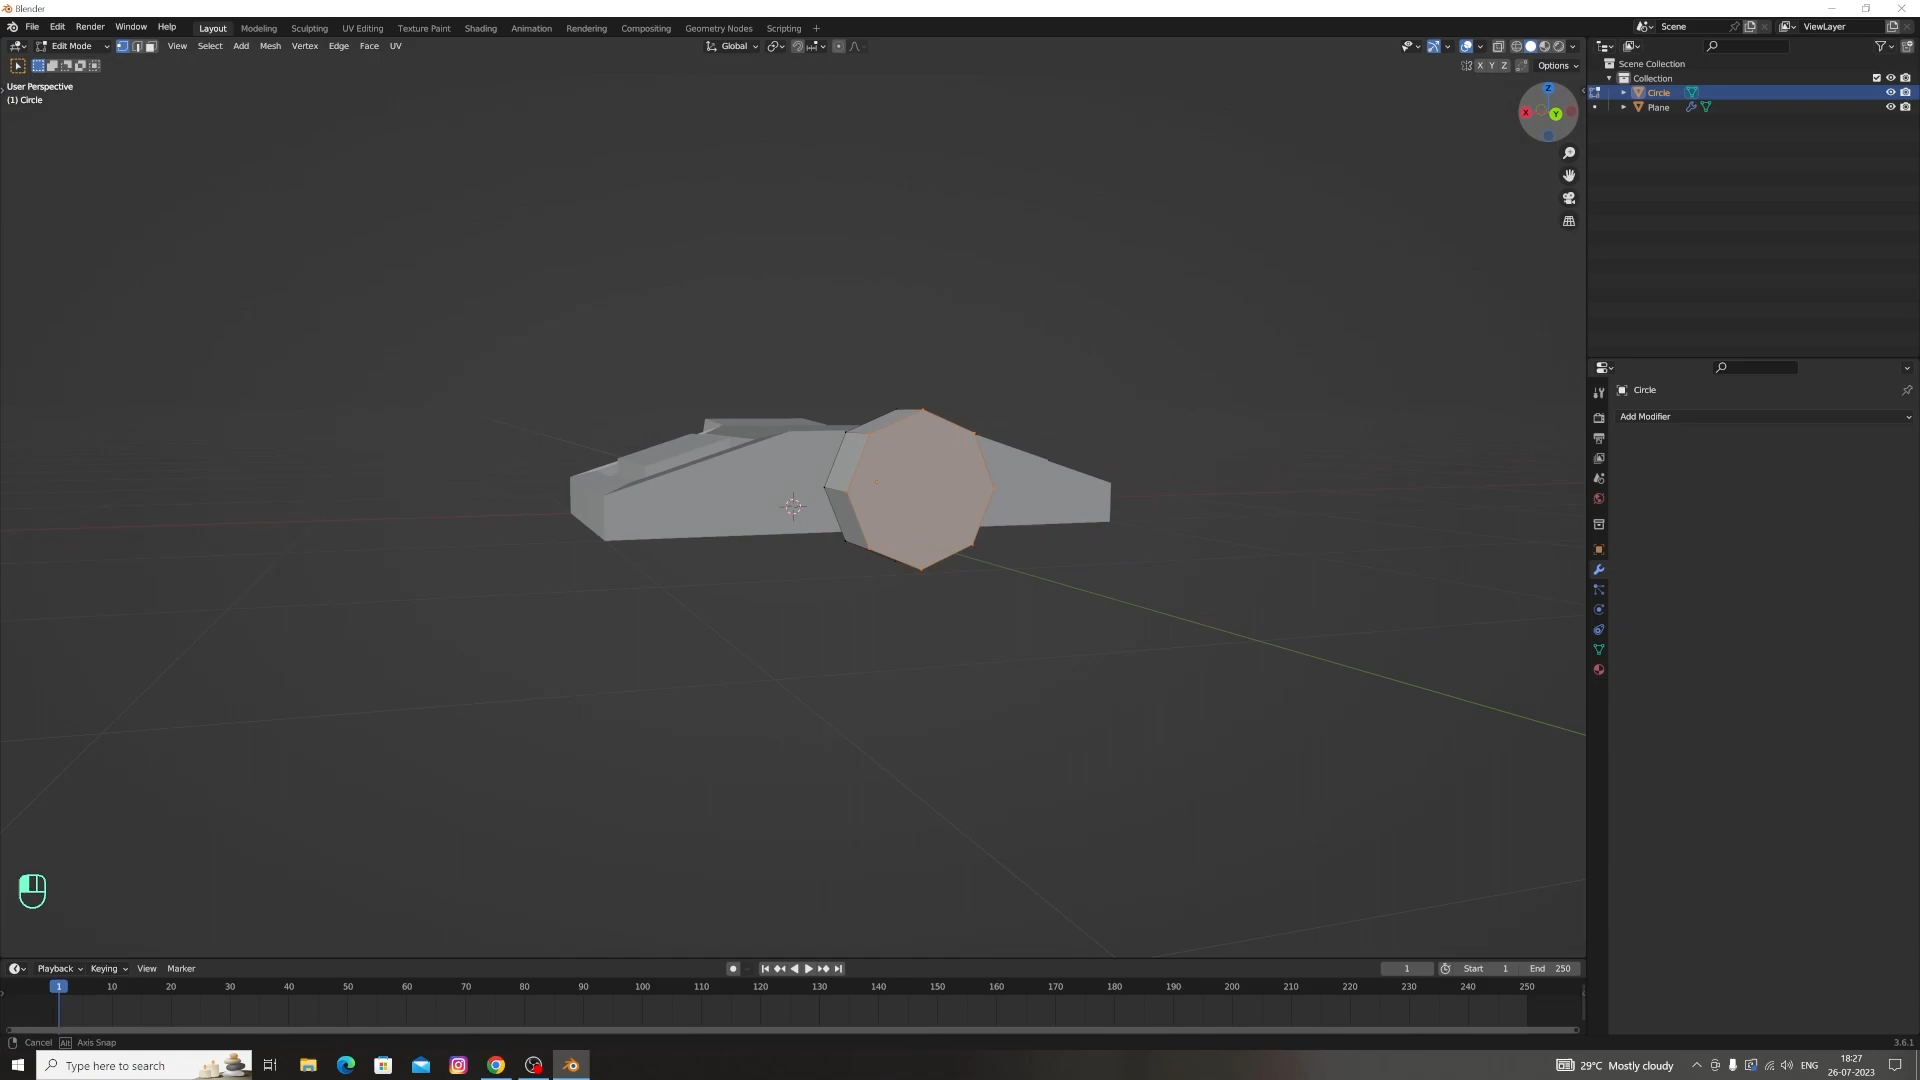 Blender
File Edit Render Window Help Layout Modeling Sculpting UV Editing Texture Paint Shading Animation Rendering Compositing Geometry Nodes Scripting + Scene ViewLayer
Edit Mode View Select Add Mesh Vertex Edge Face UV Global
X Y Z Options
User Perspective
(1) Circle
Z
X Y
Scene Collection
Collection
Circle
Plane
Circle
Add Modifier
Playback Keying View Marker 1 Start 1 End 250
1 10 20 30 40 50 60 70 80 90 100 110 120 130 140 150 160 170 180 190 200 210 220 230 240 250
Cancel Alt Axis Snap 3.6.1
Type here to search 29°C Mostly cloudy ENG 18:27
26-07-2023